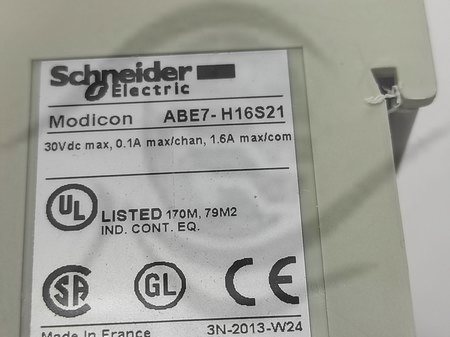 Schneider
Electric
Modicon ABE7- H16S21
30Vdc max, 0.1A max/chan, 1.6A max/com
UL LISTED 170M, 79M2
IND. CONT. EQ.
SA GL CE
Made In France 3N-2013-W24